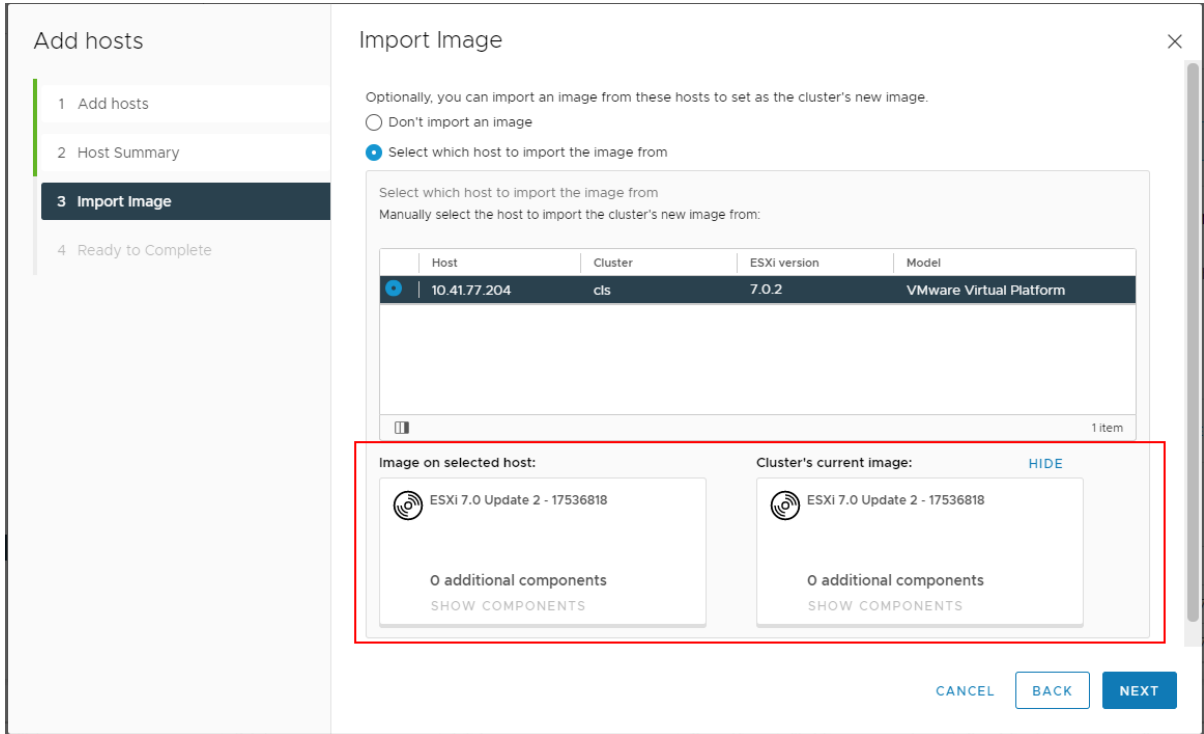 Add hosts
1 Add hosts
2 Host Summary
3 Import Image
4 Ready to Complete
Import Image
Optionally, you can import an image from these hosts to set as the cluster's new image.
Don't import an image
Select which host to import the image from
Select which host to import the image from
Manually select the host to import the cluster's new image from:
Host Cluster ESXi version Model
10.41.77.204 cls 7.0.2 VMware Virtual Platform
1 item
Image on selected host:
ESXi 7.0 Update 2 - 17536818
0 additional components
SHOW COMPONENTS
Cluster's current image: HIDE
ESXi 7.0 Update 2 - 17536818
0 additional components
SHOW COMPONENTS
CANCEL BACK NEXT